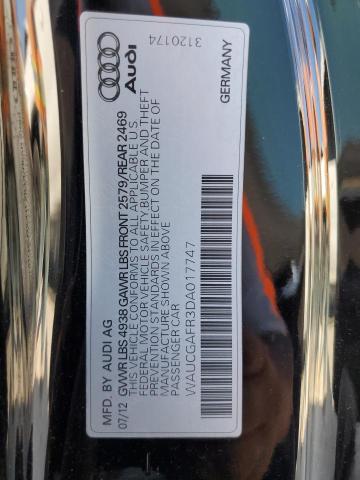 Audi
3120174
GERMANY
MFD. BY AUDI AG
07/12
GVWR LBS 4938 GAWR LBS FRONT 2579/REAR 2469
THIS VEHICLE CONFORMS TO ALL APPLICABLE U.S.
FEDERAL MOTOR VEHICLE SAFETY BUMPER AND THEFT
PREVENTION STANDARDS IN EFFECT ON THE DATE OF
MANUFACTURE SHOWN ABOVE
PASSENGER CAR
WAUCGAFR3DA017747